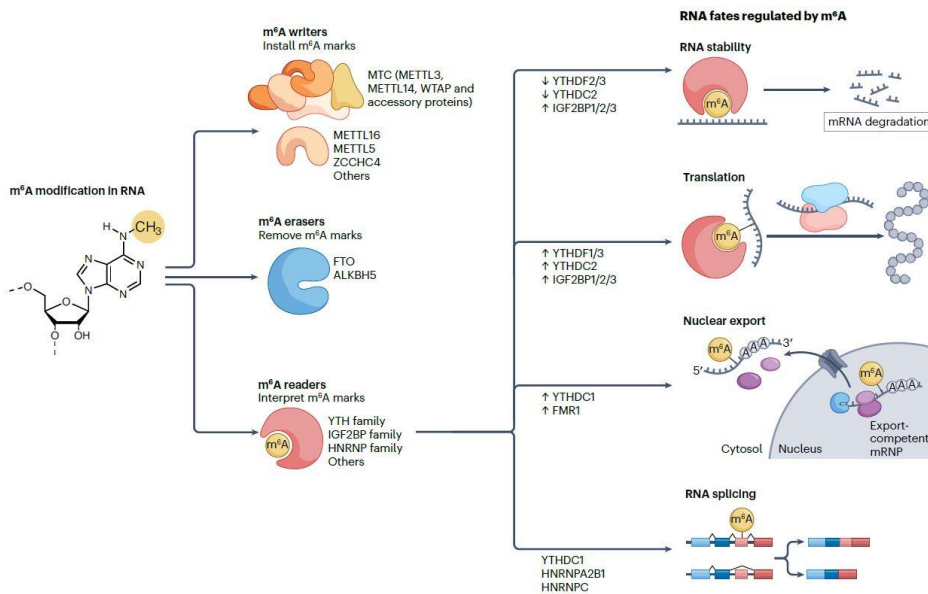 m⁶A modification in RNA
CH₃
H
N
N
N
N
N
O
O
O
OH
m⁶A writers
Install m⁶A marks
MTC (METTL3,
METTL14, WTAP and
accessory proteins)
METTL16
METTL5
ZCCHC4
Others
m⁶A erasers
Remove m⁶A marks
FTO
ALKBH5
m⁶A readers
Interpret m⁶A marks
m⁶A
YTH family
IGF2BP family
HNRNP family
Others
RNA fates regulated by m⁶A
RNA stability
↓ YTHDF2/3
↓ YTHDC2
↑ IGF2BP1/2/3
m⁶A
mRNA degradation
Translation
↑ YTHDF1/3
↑ YTHDC2
↑ IGF2BP1/2/3
m⁶A
Nuclear export
↑ YTHDC1
↑ FMR1
m⁶A
AAA
3′
5′
m⁶A
AAA
Export-
competent
mRNP
Cytosol
Nucleus
RNA splicing
m⁶A
YTHDC1
HNRNPA2B1
HNRNPC